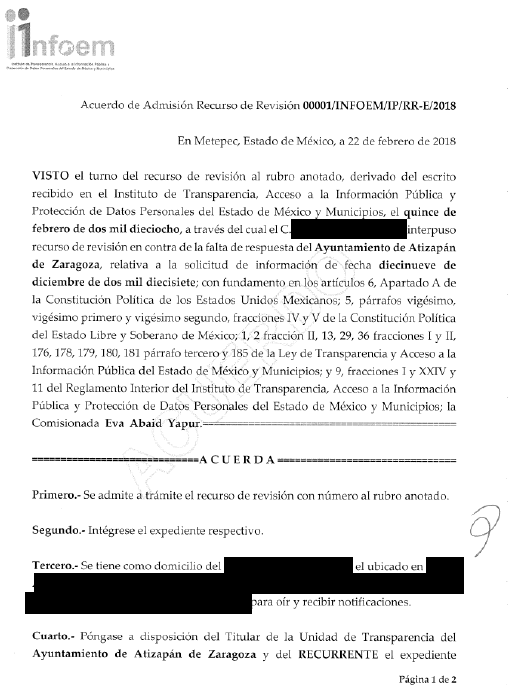 infoem
Instituto de Transparencia, Acceso a la Información Pública y
Protección de Datos Personales del Estado de México y Municipios
Acuerdo de Admisión Recurso de Revisión 00001/INFOEM/IP/RR-E/2018
En Metepec, Estado de México, a 22 de febrero de 2018
VISTO el turno del recurso de revisión al rubro anotado, derivado del escrito
recibido en el Instituto de Transparencia, Acceso a la Información Pública y
Protección de Datos Personales del Estado de México y Municipios, el quince de
febrero de dos mil dieciocho, a través del cual el C. interpuso
recurso de revisión en contra de la falta de respuesta del Ayuntamiento de Atizapán
de Zaragoza, relativa a la solicitud de información de fecha diecinueve de
diciembre de dos mil diecisiete; con fundamento en los artículos 6, Apartado A de
la Constitución Política de los Estados Unidos Mexicanos; 5, párrafos vigésimo,
vigésimo primero y vigésimo segundo, fracciones IV y V de la Constitución Política
del Estado Libre y Soberano de México; 1, 2 fracción II, 13, 29, 36 fracciones I y II,
176, 178, 179, 180, 181 párrafo tercero y 185 de la Ley de Transparencia y Acceso a la
Información Pública del Estado de México y Municipios; y 9, fracciones I y XXIV y
11 del Reglamento Interior del Instituto de Transparencia, Acceso a la Información
Pública y Protección de Datos Personales del Estado de México y Municipios; la
Comisionada Eva Abaid Yapur.
ACUERDA
Primero.- Se admite a trámite el recurso de revisión con número al rubro anotado.
Segundo.- Intégrese el expediente respectivo.
Tercero.- Se tiene como domicilio del el ubicado en
para oír y recibir notificaciones.
Cuarto.- Póngase a disposición del Titular de la Unidad de Transparencia del
Ayuntamiento de Atizapán de Zaragoza y del RECURRENTE el expediente
Página 1 de 2
ACUERDO